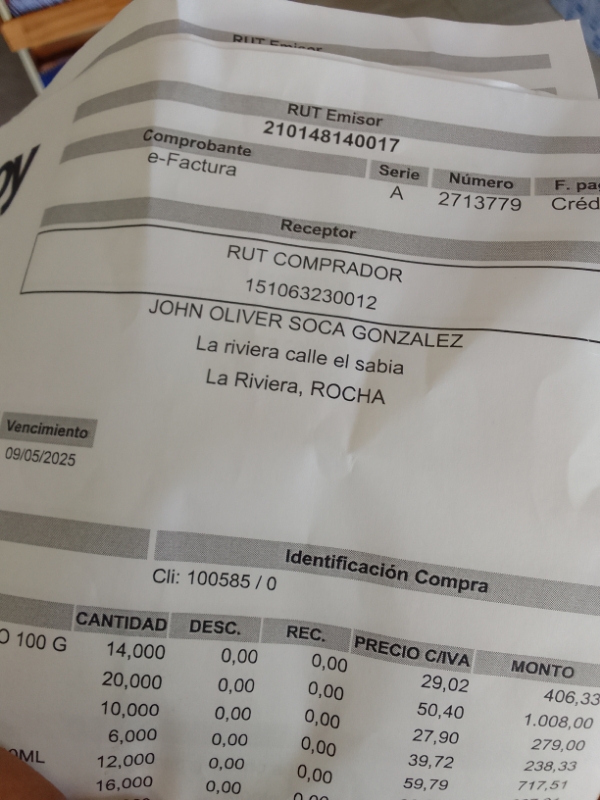 RUT Emisor
RUT Emisor
210148140017
Comprobante Serie Número F.
e-Factura A 2713779
Receptor
RUT COMPRADOR
151063230012
JOHN OLIVER SOCA GONZALEZ
La riviera calle el sabia
La Riviera, ROCHA
Vencimiento
09/05/2025
Identificación Compra
Cli: 100585 / 0
CANTIDAD DESC. REC. PRECIO C/IVA MONTO
100 G 14,000 0,00 0,00 29,02 406,33
20,000 0,00 0,00 50,40 1.008,00
10,000 0,00 0,00 27,90 279,00
6,000 0,00 0,00 39,72 238,33
12,000 0,00 0,00 59,79 717,51
16,000 0,00